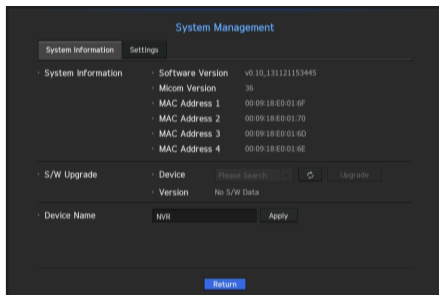 System Management
System Information Settings
System Information Software Version v0.10_131121153445
Micom Version 36
MAC Address 1 00:09:18:E0:01:6F
MAC Address 2 00:09:18:E0:01:70
MAC Address 3 00:09:18:E0:01:6D
MAC Address 4 00:09:18:E0:01:6E
S/W Upgrade Device Please Search Upgrade
Version No S/W Data
Device Name NVR Apply
Return